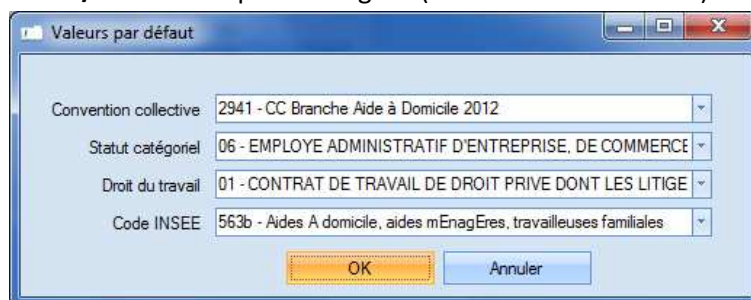 Valeurs par défaut
Convention collective 2941 - CC Branche Aide à Domicile 2012
Statut catégoriel 06 - EMPLOYE ADMINISTRATIF D'ENTREPRISE, DE COMMERCE
Droit du travail 01 - CONTRAT DE TRAVAIL DE DROIT PRIVE DONT LES LITIGE
Code INSEE 563b - Aides A domicile, aides mEnagEres, travailleuses familiales
OK Annuler